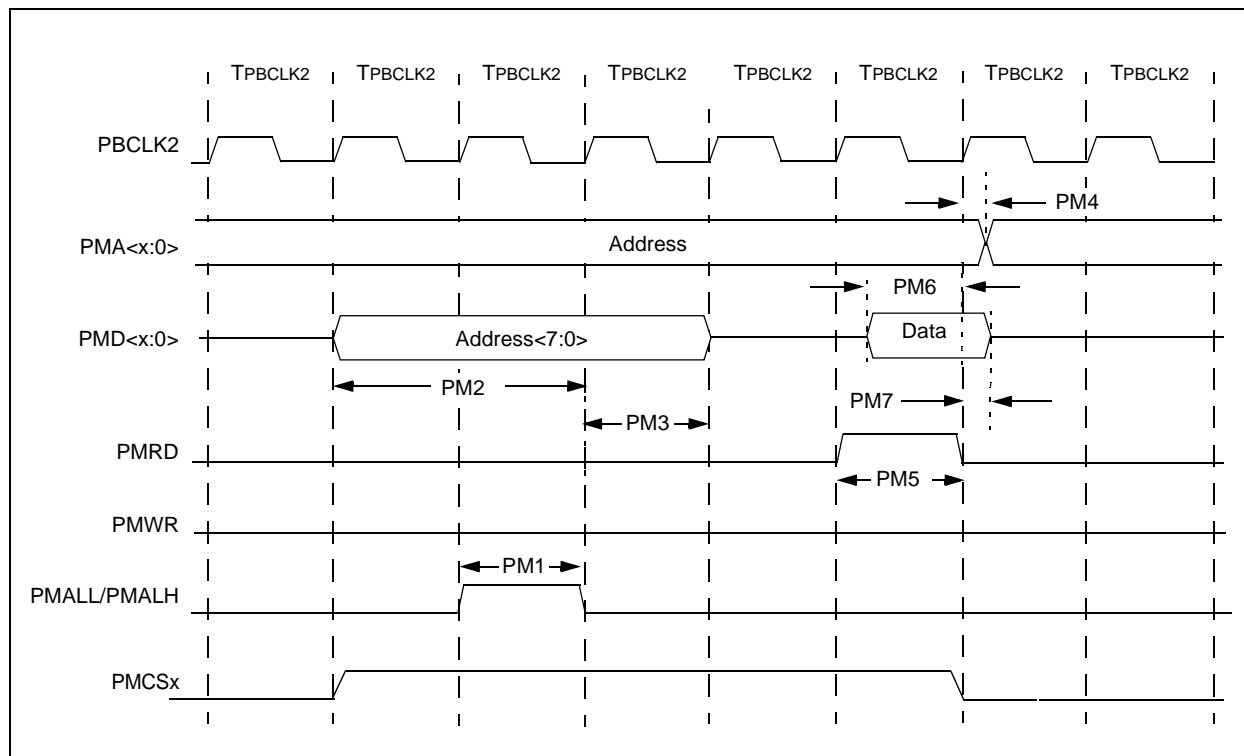 TPBCLK2 TPBCLK2 TPBCLK2 TPBCLK2 TPBCLK2 TPBCLK2 TPBCLK2 TPBCLK2
PBCLK2
PM4
PMA<x:0> Address
PM6
PMD<x:0> Address<7:0> Data
PM2
PM7
PM3
PMRD
PM5
PMWR
PM1
PMALL/PMALH
PMCSx